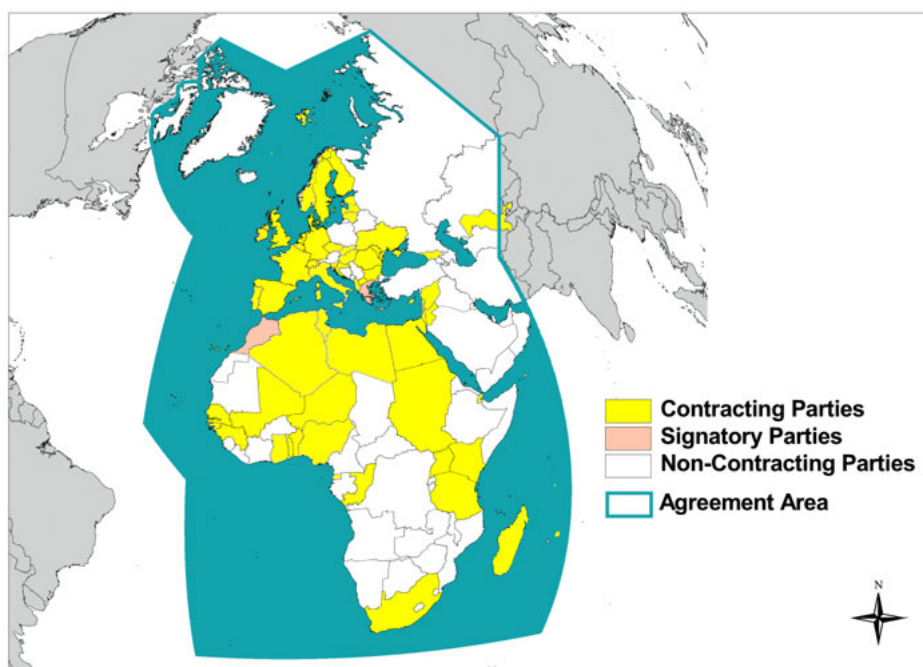 Contracting Parties
Signatory Parties
Non-Contracting Parties
Agreement Area
N